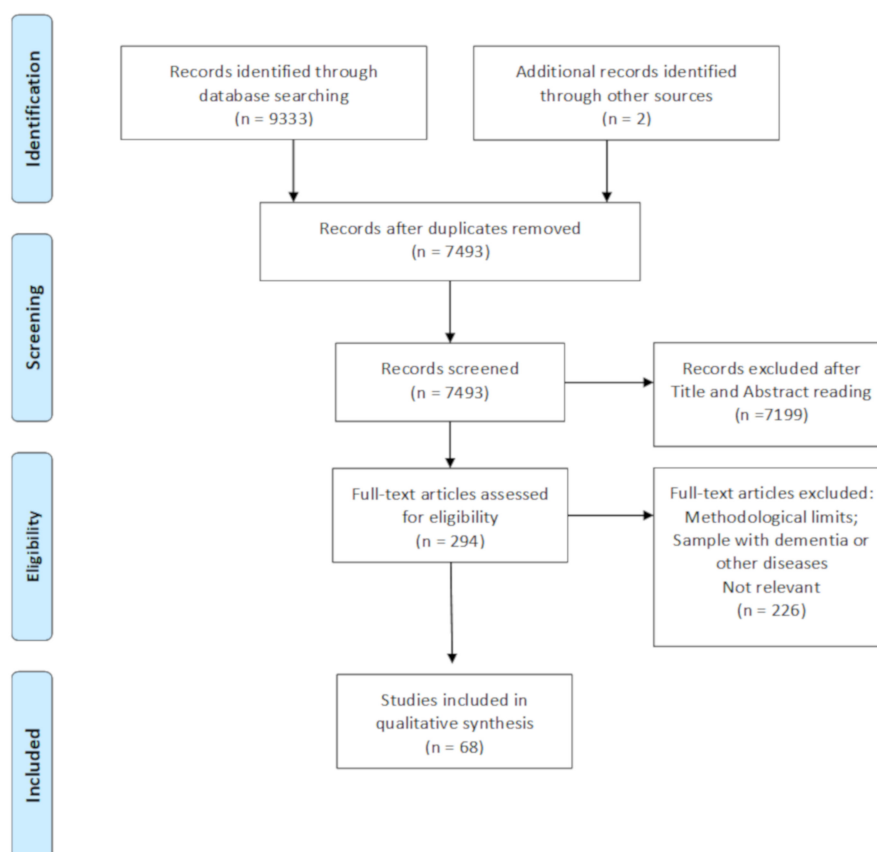 Identification
Records identified through
database searching
(n = 9333)
Additional records identified
through other sources
(n = 2)
Records after duplicates removed
(n = 7493)
Screening
Records screened
(n = 7493)
Records excluded after
Title and Abstract reading
(n =7199)
Eligibility
Full-text articles assessed
for eligibility
(n = 294)
Full-text articles excluded:
Methodological limits;
Sample with dementia or
other diseases
Not relevant
(n = 226)
Included
Studies included in
qualitative synthesis
(n = 68)